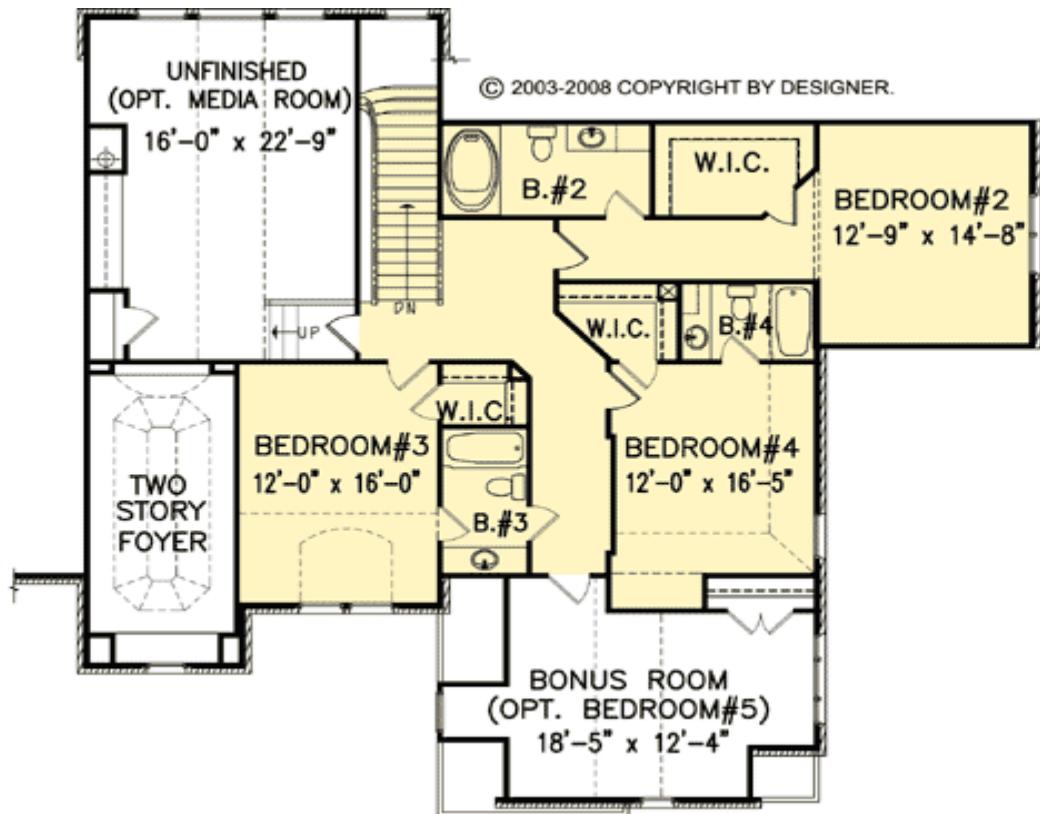 UNFINISHED
(OPT. MEDIA ROOM)
16'-0" x 22'-9"
© 2003-2008 COPYRIGHT BY DESIGNER.
B.#2
W.I.C.
BEDROOM#2
12'-9" x 14'-8"
DN
UP
W.I.C.
B.#4
W.I.C.
BEDROOM#3
12'-0" x 16'-0"
BEDROOM#4
12'-0" x 16'-5"
TWO
STORY
FOYER
B.#3
BONUS ROOM
(OPT. BEDROOM#5)
18'-5" x 12'-4"